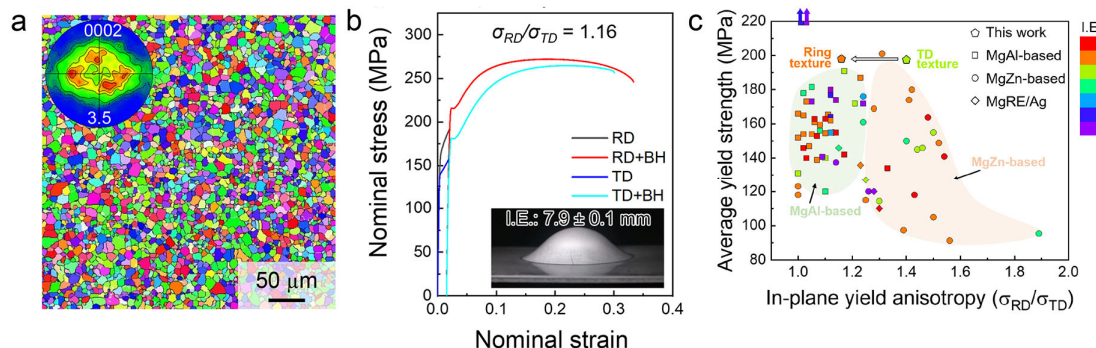 a
0002
3.5
50 μm
b
σRD/σTD = 1.16
Nominal stress (MPa)
300
250
200
150
100
50
0
RD
RD+BH
TD
TD+BH
I.E.: 7.9 ± 0.1 mm
0.0 0.1 0.2 0.3 0.4
Nominal strain
c
Average yield strength (MPa)
220
200
180
160
140
120
100
80
Ring
texture
TD
texture
This work
MgAl-based
MgZn-based
MgRE/Ag
I.E
MgZn-based
MgAl-based
1.0 1.2 1.4 1.6 1.8 2.0
In-plane yield anisotropy (σRD/σTD)